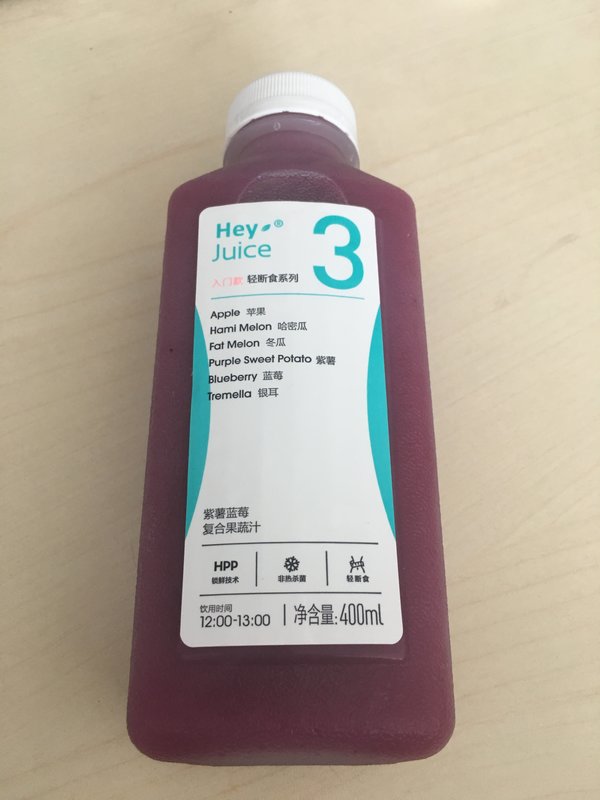 Hey ®
Juice
3
入门款 轻断食系列
Apple 苹果
Hami Melon 哈密瓜
Fat Melon 冬瓜
Purple Sweet Potato 紫薯
Blueberry 蓝莓
Tremella 银耳
紫薯蓝莓
复合果蔬汁
HPP
锁鲜技术
非热杀菌
轻断食
饮用时间
12:00-13:00
净含量:400ml